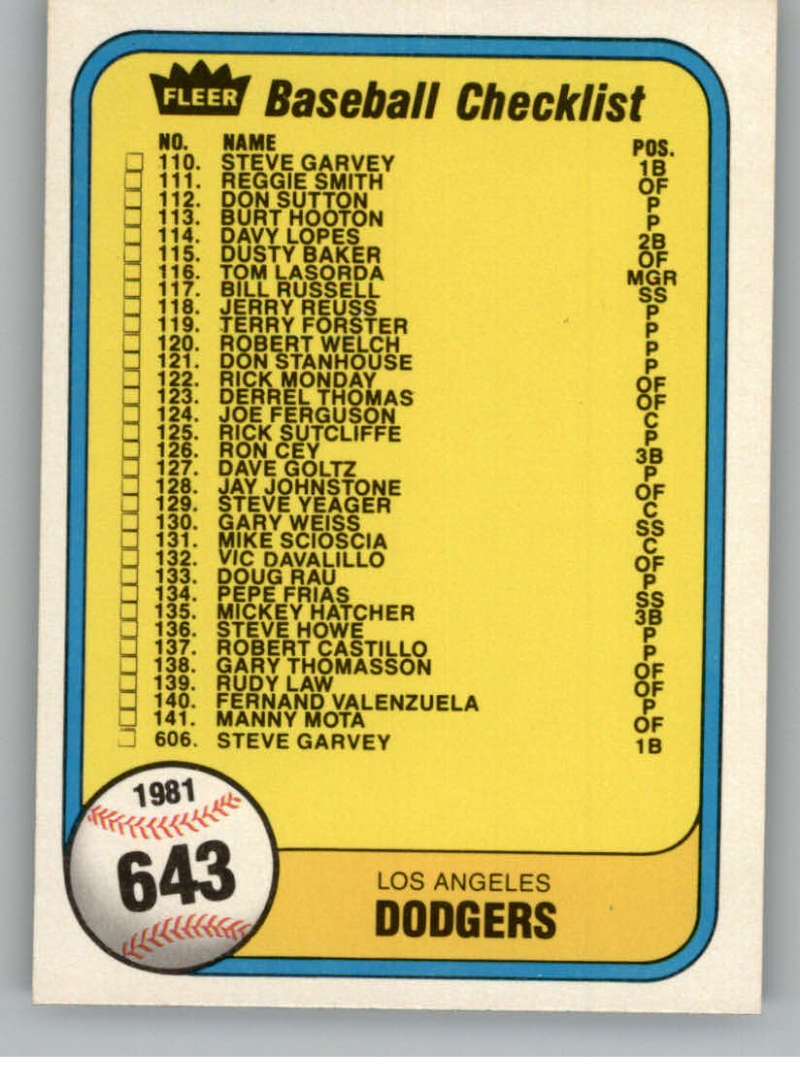 FLEER Baseball Checklist
NO. NAME POS.
110. STEVE GARVEY 1B
111. REGGIE SMITH OF
112. DON SUTTON P
113. BURT HOOTON P
114. DAVY LOPES 2B
115. DUSTY BAKER OF
116. TOM LASORDA MGR
117. BILL RUSSELL SS
118. JERRY REUSS P
119. TERRY FORSTER P
120. ROBERT WELCH P
121. DON STANHOUSE P
122. RICK MONDAY OF
123. DERREL THOMAS OF
124. JOE FERGUSON C
125. RICK SUTCLIFFE P
126. RON CEY 3B
127. DAVE GOLTZ P
128. JAY JOHNSTONE OF
129. STEVE YEAGER C
130. GARY WEISS SS
131. MIKE SCIOSCIA C
132. VIC DAVALILLO OF
133. DOUG RAU P
134. PEPE FRIAS SS
135. MICKEY HATCHER 3B
136. STEVE HOWE P
137. ROBERT CASTILLO P
138. GARY THOMASSON OF
139. RUDY LAW OF
140. FERNAND VALENZUELA P
141. MANNY MOTA OF
606. STEVE GARVEY 1B
1981
643
LOS ANGELES
DODGERS